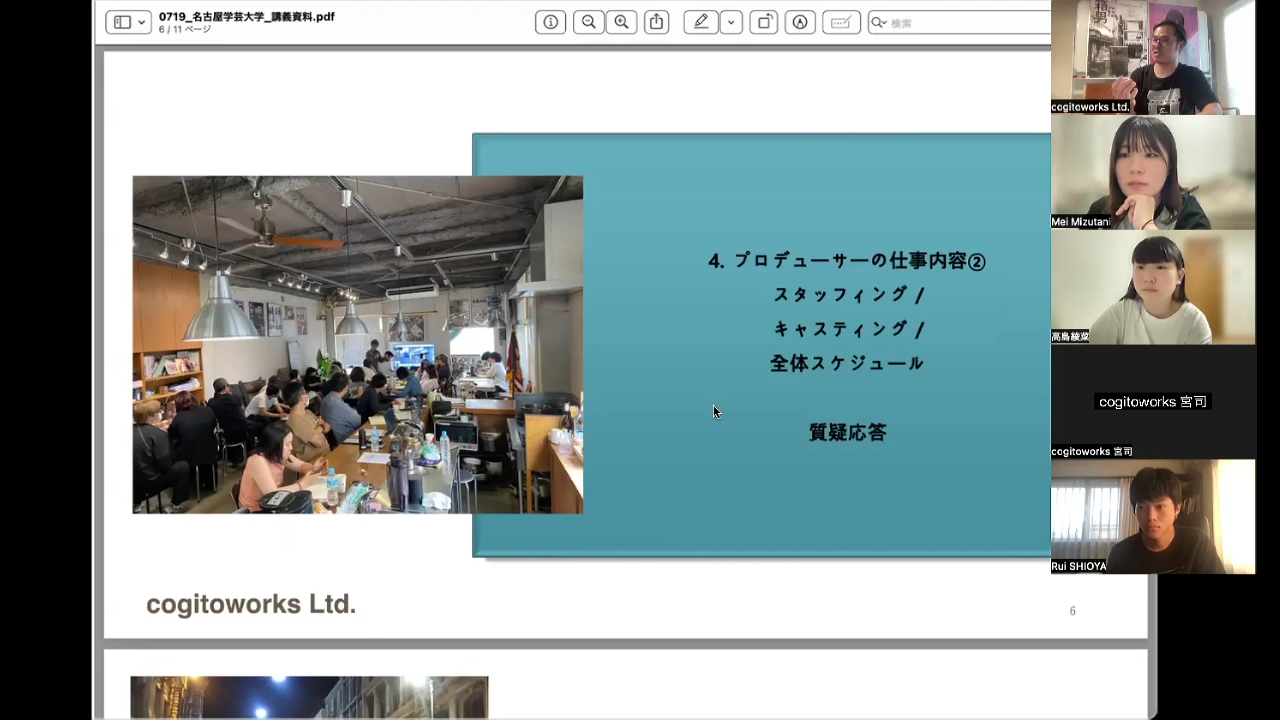 0719_名古屋学芸大学_講義資料.pdf
6 / 11 ページ
検索
4. プロデューサーの仕事内容②
スタッフィング /
キャスティング /
全体スケジュール
質疑応答
cogitoworks Ltd.
6
箱男
cogitoworks Ltd.
Mei Mizutani
高島綾菜
cogitoworks 宮司
cogitoworks 宮司
Rui SHIOYA